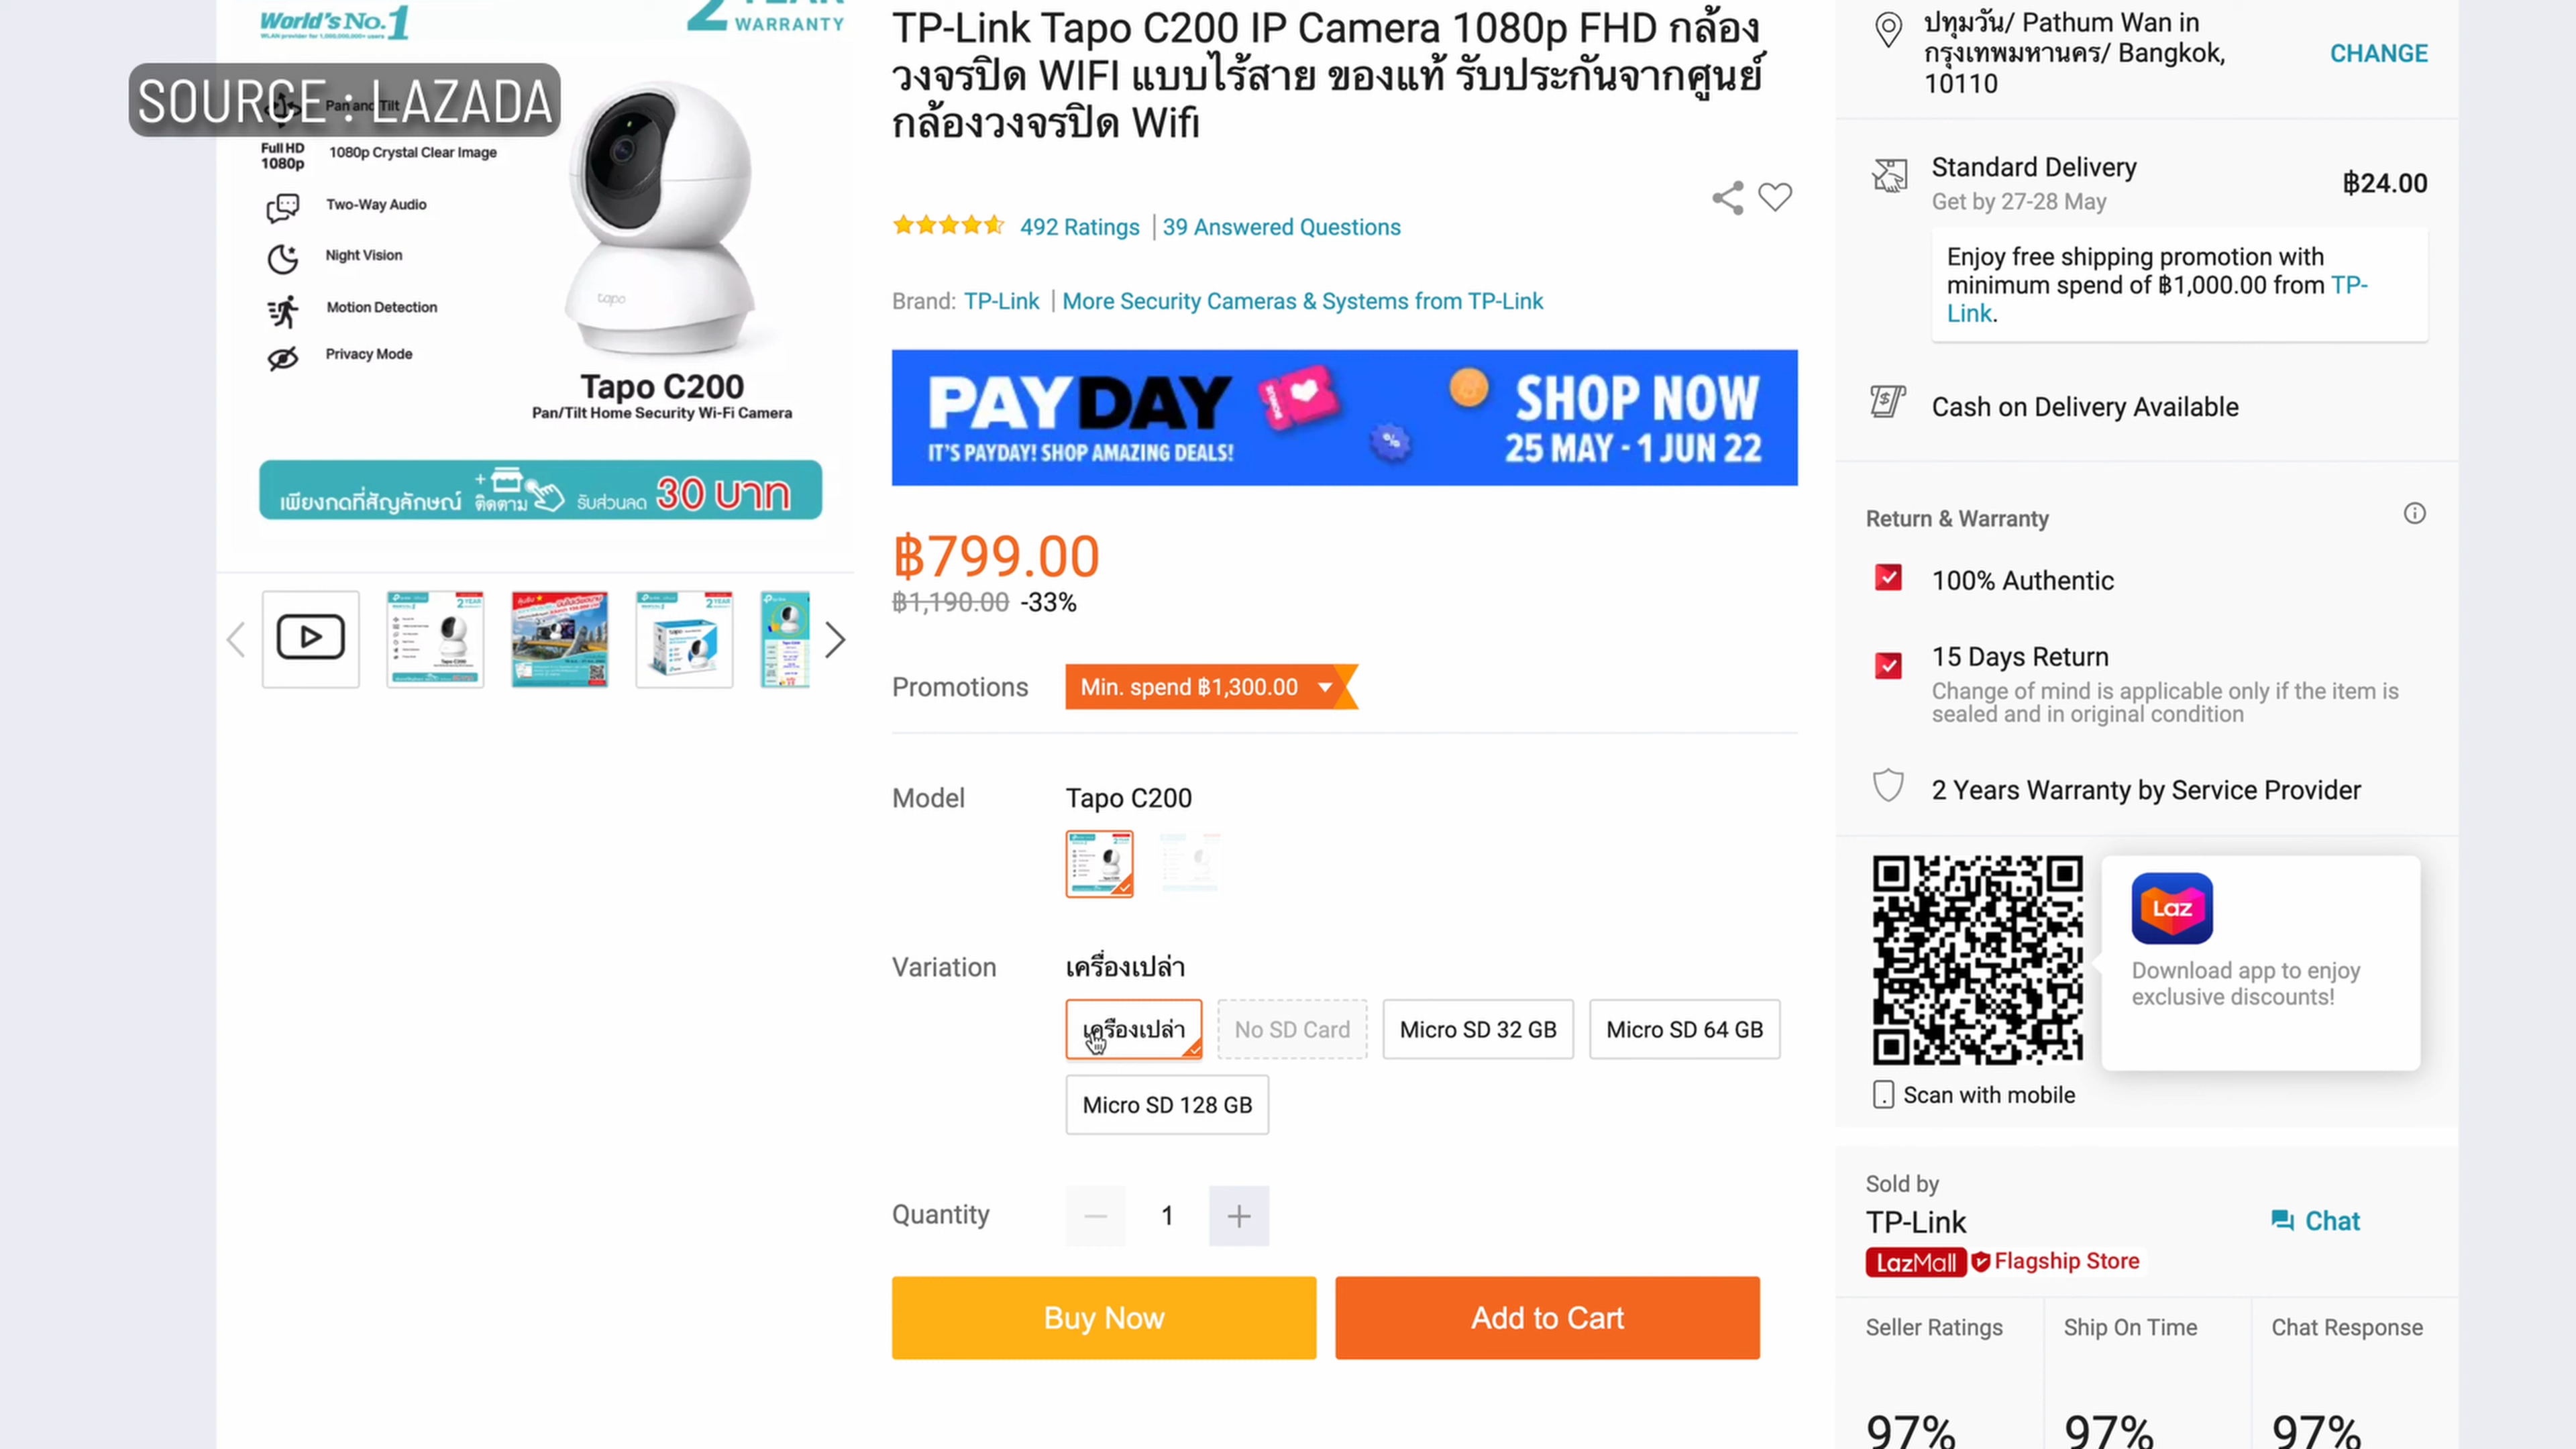 World's No.1
WLAN provider for 1,000,000,000+ users
2 YEAR
WARRANTY
SOURCE : LAZADA
Pan and Tilt
Full HD
1080p
1080p Crystal Clear Image
Two-Way Audio
Night Vision
Motion Detection
Privacy Mode
tapo
Tapo C200
Pan/Tilt Home Security Wi-Fi Camera
เพียงกดที่สัญลักษณ์ + ติดตาม รับส่วนลด 30 บาท
TP-Link Tapo C200 IP Camera 1080p FHD กล้อง
วงจรปิด WIFI แบบไร้สาย ของแท้ รับประกันจากศูนย์
กล้องวงจรปิด Wifi
492 Ratings | 39 Answered Questions
Brand: TP-Link | More Security Cameras & Systems from TP-Link
PAYDAY
IT'S PAYDAY! SHOP AMAZING DEALS!
SHOP NOW
25 MAY - 1 JUN 22
฿799.00
฿1,190.00 -33%
Promotions
Min. spend ฿1,300.00
Model
Tapo C200
Variation
เครื่องเปล่า
เครื่องเปล่า
No SD Card
Micro SD 32 GB
Micro SD 64 GB
Micro SD 128 GB
Quantity
1
Buy Now
Add to Cart
ปทุมวัน/ Pathum Wan in
กรุงเทพมหานคร/ Bangkok,
10110
CHANGE
Standard Delivery
฿24.00
Get by 27-28 May
Enjoy free shipping promotion with
minimum spend of ฿1,000.00 from TP-
Link.
Cash on Delivery Available
Return & Warranty
100% Authentic
15 Days Return
Change of mind is applicable only if the item is
sealed and in original condition
2 Years Warranty by Service Provider
Laz
Download app to enjoy
exclusive discounts!
Scan with mobile
Sold by
TP-Link
Chat
LazMall Flagship Store
Seller Ratings
Ship On Time
Chat Response
97%
97%
97%